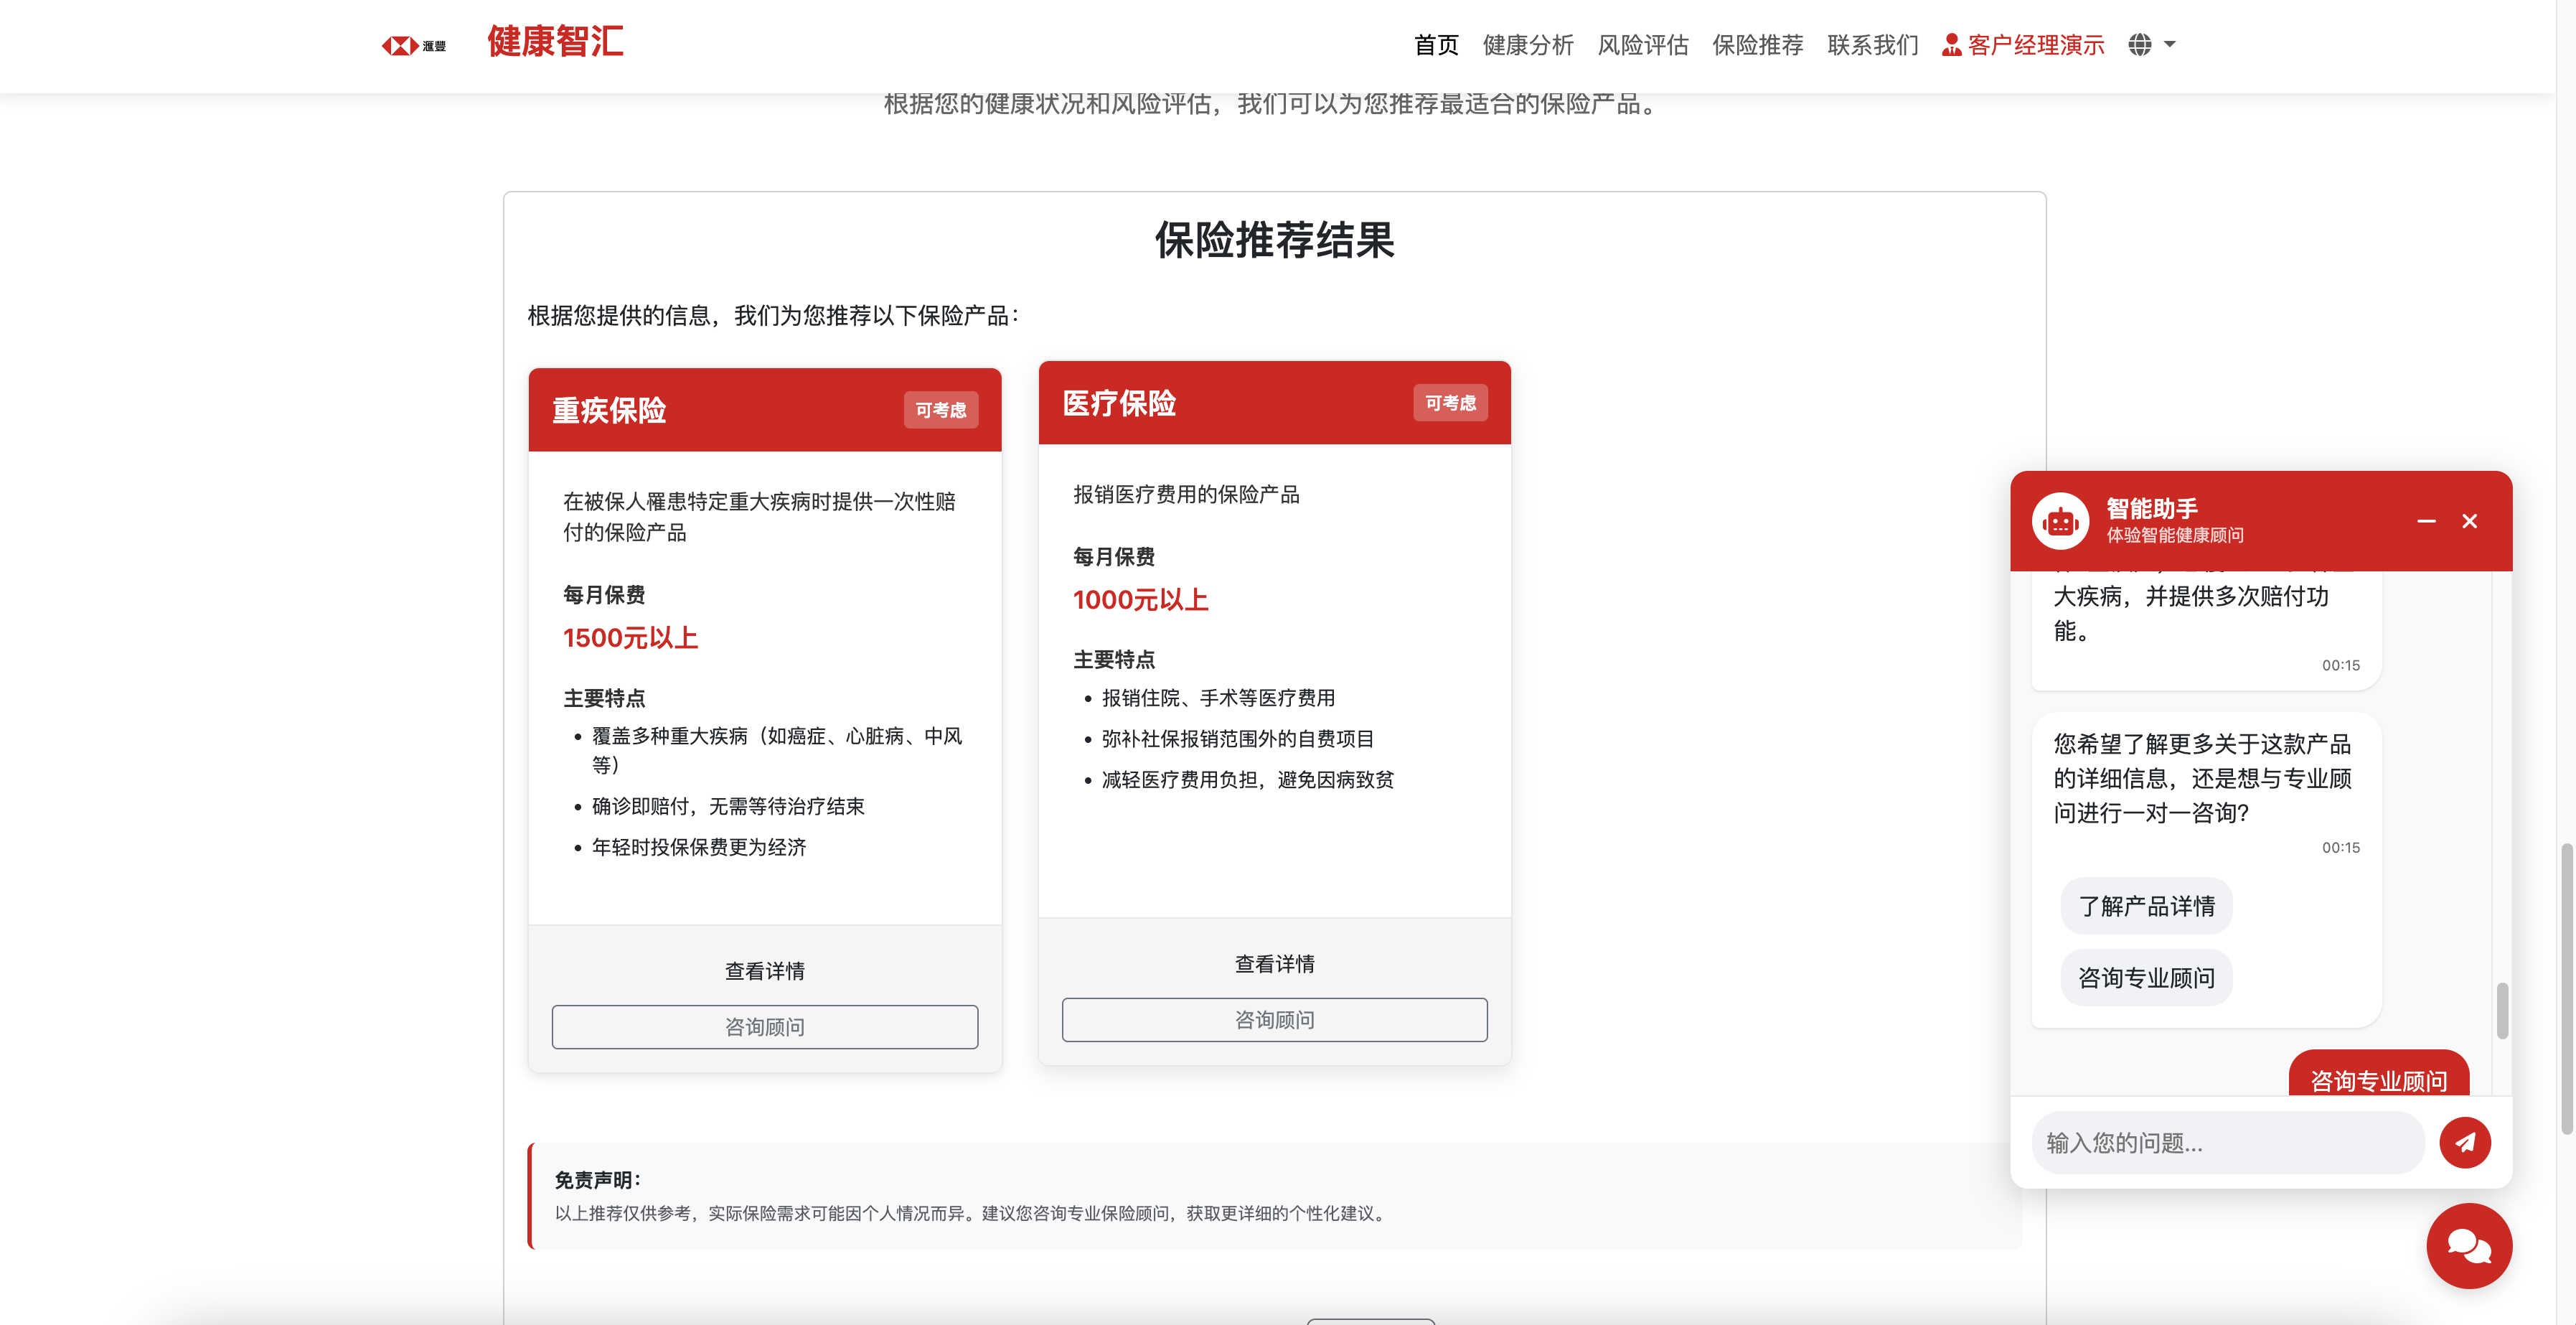 滙豐
健康智汇
首页 健康分析 风险评估 保险推荐 联系我们 客户经理演示
根据您的健康状况和风险评估，我们可以为您推荐最适合的保险产品。
保险推荐结果
根据您提供的信息，我们为您推荐以下保险产品：
重疾保险
可考虑
在被保人罹患特定重大疾病时提供一次性赔
付的保险产品
每月保费
1500元以上
主要特点
覆盖多种重大疾病（如癌症、心脏病、中风
等）
确诊即赔付，无需等待治疗结束
年轻时投保保费更为经济
查看详情
咨询顾问
医疗保险
可考虑
报销医疗费用的保险产品
每月保费
1000元以上
主要特点
报销住院、手术等医疗费用
弥补社保报销范围外的自费项目
减轻医疗费用负担，避免因病致贫
查看详情
咨询顾问
免责声明：
以上推荐仅供参考，实际保险需求可能因个人情况而异。建议您咨询专业保险顾问，获取更详细的个性化建议。
智能助手
体验智能健康顾问
大疾病，并提供多次赔付功
能。
00:15
您希望了解更多关于这款产品
的详细信息，还是想与专业顾
问进行一对一咨询?
00:15
了解产品详情
咨询专业顾问
咨询专业顾问
输入您的问题...